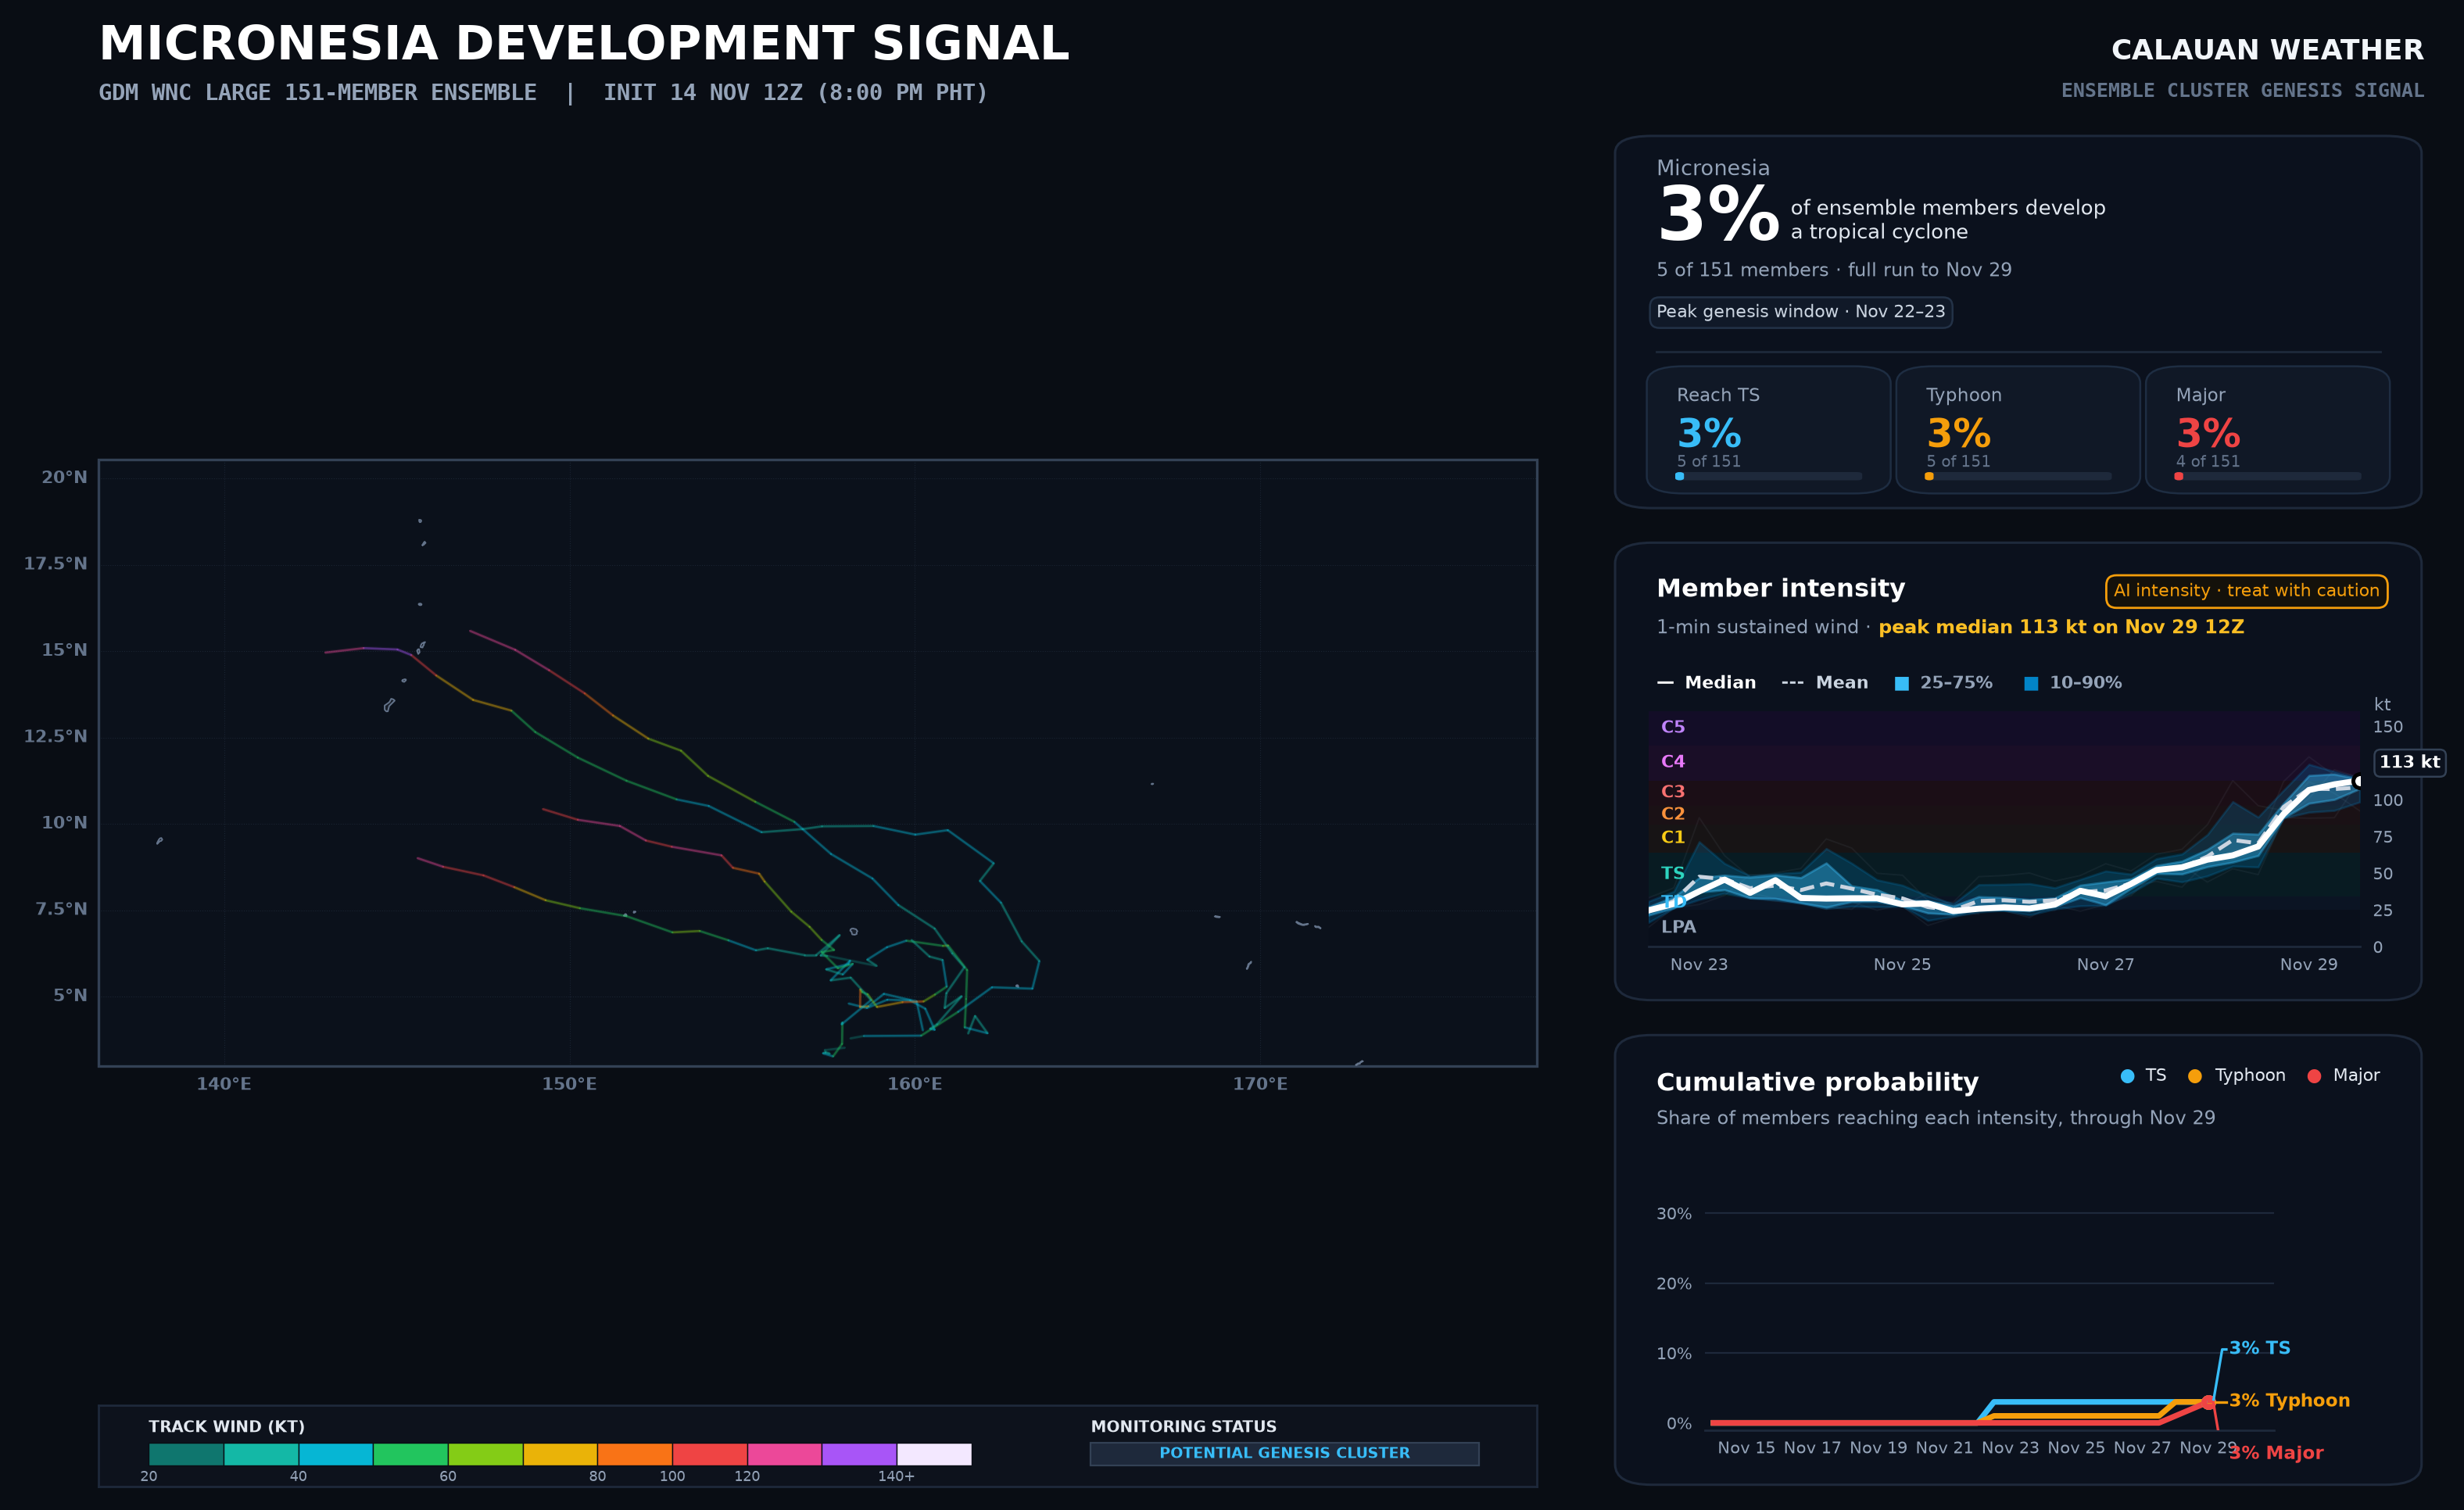 MICRONESIA DEVELOPMENT SIGNAL
GDM WNC LARGE 151-MEMBER ENSEMBLE | INIT 14 NOV 12Z (8:00 PM PHT)
CALAUAN WEATHER
ENSEMBLE CLUSTER GENESIS SIGNAL
20°N
17.5°N
15°N
12.5°N
10°N
7.5°N
5°N
140°E 150°E 160°E 170°E
TRACK WIND (KT)
20 40 60 80 100 120 140+
MONITORING STATUS
POTENTIAL GENESIS CLUSTER
Micronesia
3% of ensemble members develop
a tropical cyclone
5 of 151 members · full run to Nov 29
Peak genesis window · Nov 22–23
Reach TS
3%
5 of 151
Typhoon
3%
5 of 151
Major
3%
4 of 151
Member intensity
AI intensity · treat with caution
1-min sustained wind · peak median 113 kt on Nov 29 12Z
Median Mean 25–75% 10–90%
kt
C5 150
C4 113 kt
C3 100
C2
C1 75
TS 50
TD 25
LPA
0
Nov 23 Nov 25 Nov 27 Nov 29
Cumulative probability
TS Typhoon Major
Share of members reaching each intensity, through Nov 29
30%
20%
10%
0%
3% TS
3% Typhoon
3% Major
Nov 15 Nov 17 Nov 19 Nov 21 Nov 23 Nov 25 Nov 27 Nov 29